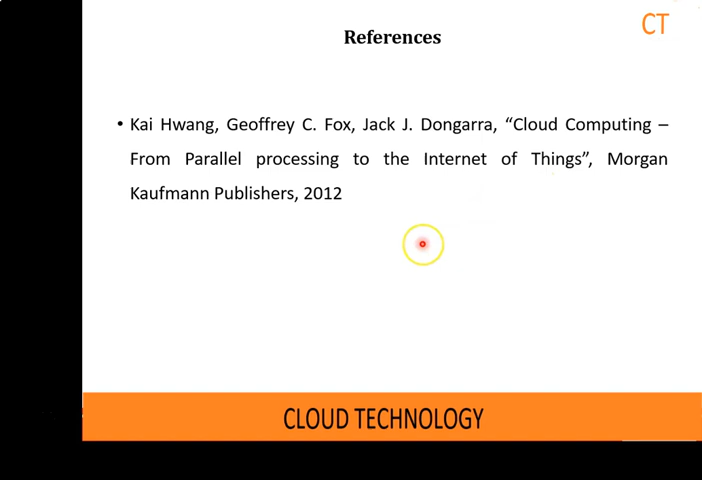 CT
References
• Kai Hwang, Geoffrey C. Fox, Jack J. Dongarra, “Cloud Computing –
From Parallel processing to the Internet of Things”, Morgan
Kaufmann Publishers, 2012
CLOUD TECHNOLOGY